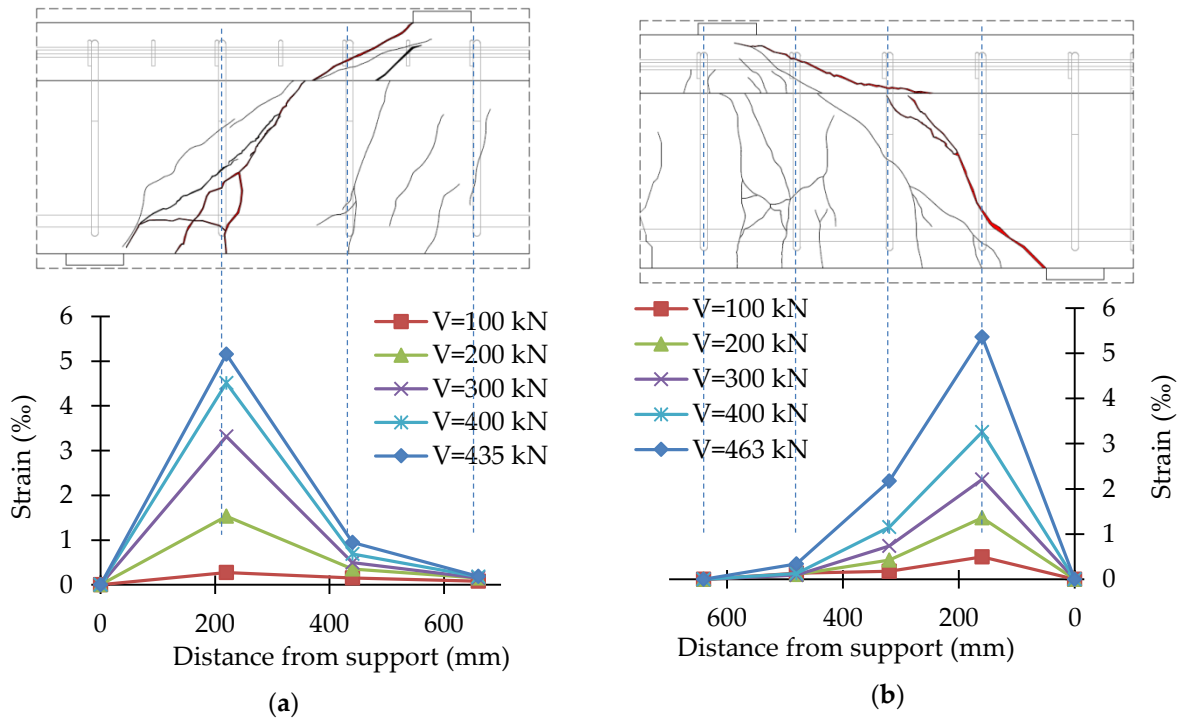 6
5
4
3
2
1
0
Strain (‰)
V=100 kN
V=200 kN
V=300 kN
V=400 kN
V=435 kN
0 200 400 600
Distance from support (mm)
(a)
V=100 kN
V=200 kN
V=300 kN
V=400 kN
V=463 kN
6
5
4
3
2
1
0
Strain (‰)
600 400 200 0
Distance from support (mm)
(b)